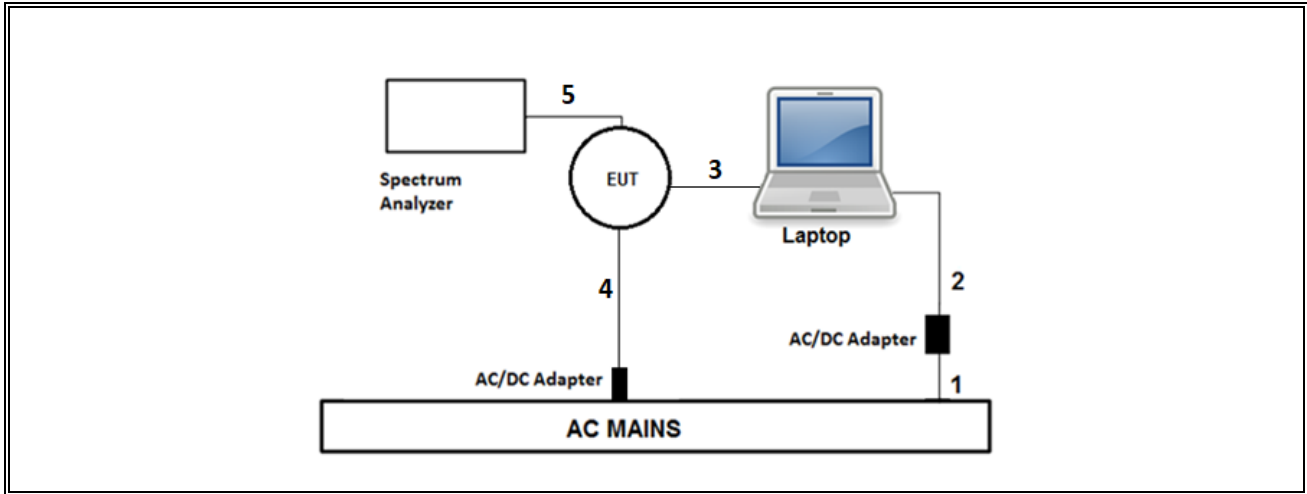 5
Spectrum
Analyzer
EUT
3
Laptop
4
2
AC/DC Adapter
AC/DC Adapter
1
AC MAINS